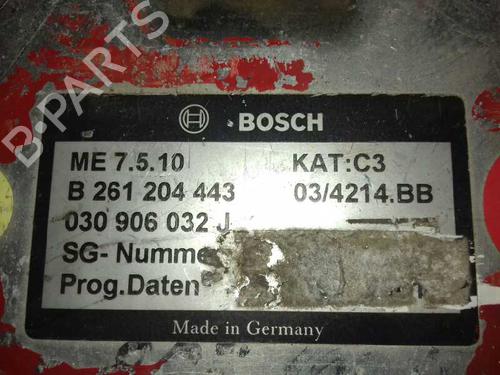 B-PARTS
BOSCH
ME 7.5.10 KAT:C3
B 261 204 443 03/4214.BB
030 906 032 J
SG- Numme
Prog.Daten
Made in Germany